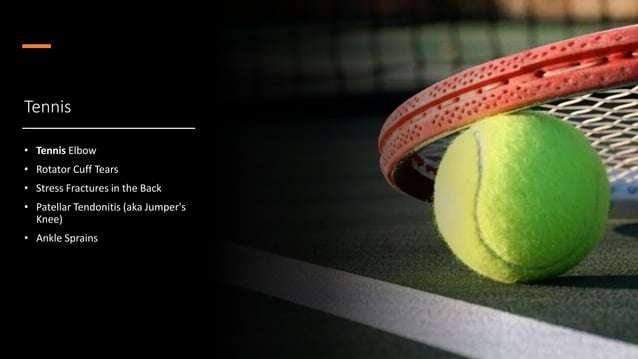 Tennis
• Tennis Elbow
• Rotator Cuff Tears
• Stress Fractures in the Back
• Patellar Tendonitis (aka Jumper's
Knee)
• Ankle Sprains